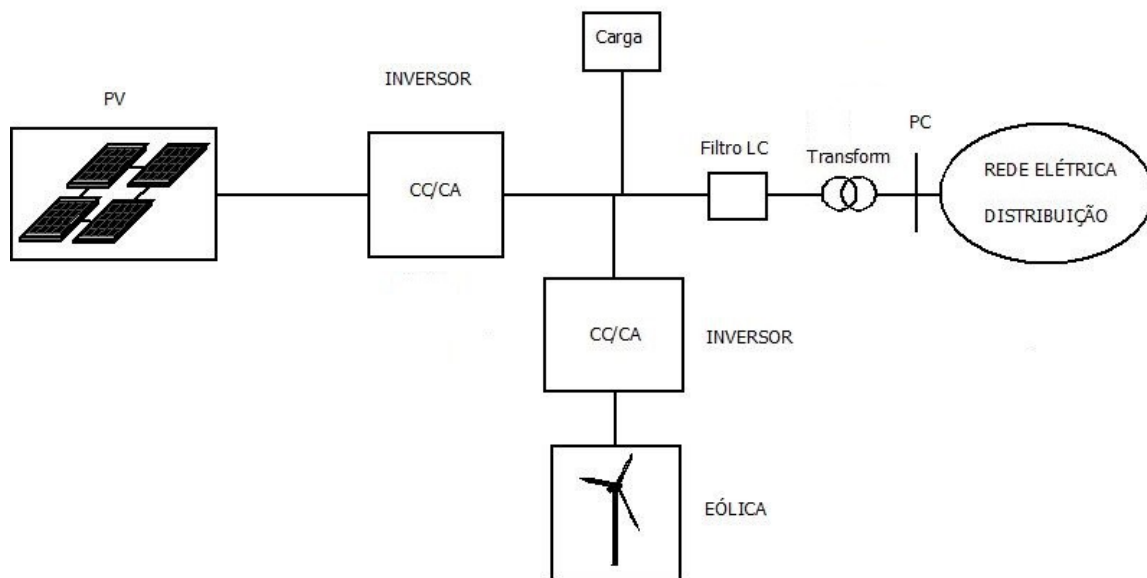 Carga
INVERSOR
PV
PC
Filtro LC
Transform
REDE ELÉTRICA
DISTRIBUIÇÃO
CC/CA
CC/CA
INVERSOR
EÓLICA